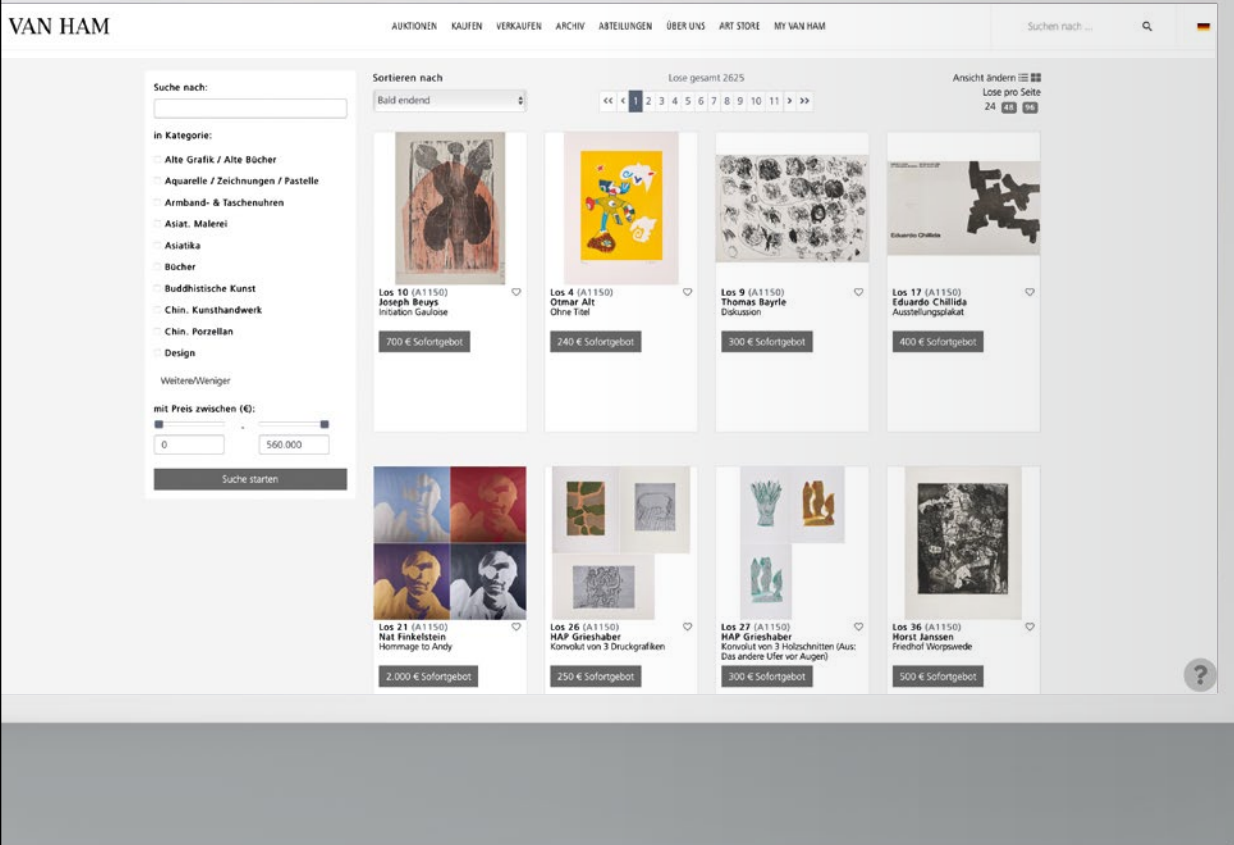 VAN HAM
AUKTIONEN KAUFEN VERKAUFEN ARCHIV ABTEILUNGEN ÜBER UNS ART STORE MY VAN HAM
Suchen nach ...
Suche nach:
in Kategorie:
Alte Grafik / Alte Bücher
Aquarelle / Zeichnungen / Pastelle
Armband- & Taschenuhren
Asiat. Malerei
Asiatika
Bücher
Buddhistische Kunst
Chin. Kunsthandwerk
Chin. Porzellan
Design
Weitere/Weniger
mit Preis zwischen (€):
-
0
560.000
Suche starten
Sortieren nach
Bald endend
Lose gesamt 2625
<< < 1 2 3 4 5 6 7 8 9 10 11 > >>
Ansicht ändern
Lose pro Seite
24 48 96
Los 10 (A1150)
Joseph Beuys
Initiation Gauloise
700 € Sofortgebot
Los 4 (A1150)
Otmar Alt
Ohne Titel
240 € Sofortgebot
Los 9 (A1150)
Thomas Bayrle
Diskussion
300 € Sofortgebot
Eduardo Chillida
Los 17 (A1150)
Eduardo Chillida
Ausstellungsplakat
400 € Sofortgebot
Los 21 (A1150)
Nat Finkelstein
Hommage to Andy
2.000 € Sofortgebot
Los 26 (A1150)
HAP Grieshaber
Konvolut von 3 Druckgrafiken
250 € Sofortgebot
Los 27 (A1150)
HAP Grieshaber
Konvolut von 3 Holzschnitten (Aus:
Das andere Ufer vor Augen)
300 € Sofortgebot
Los 36 (A1150)
Horst Janssen
Friedhof Worpswede
500 € Sofortgebot
?